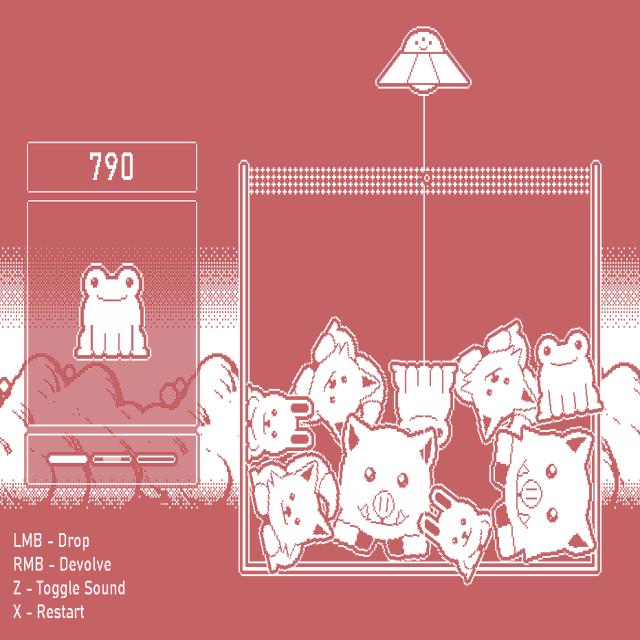 790
LMB - Drop
RMB - Devolve
Z - Toggle Sound
X - Restart